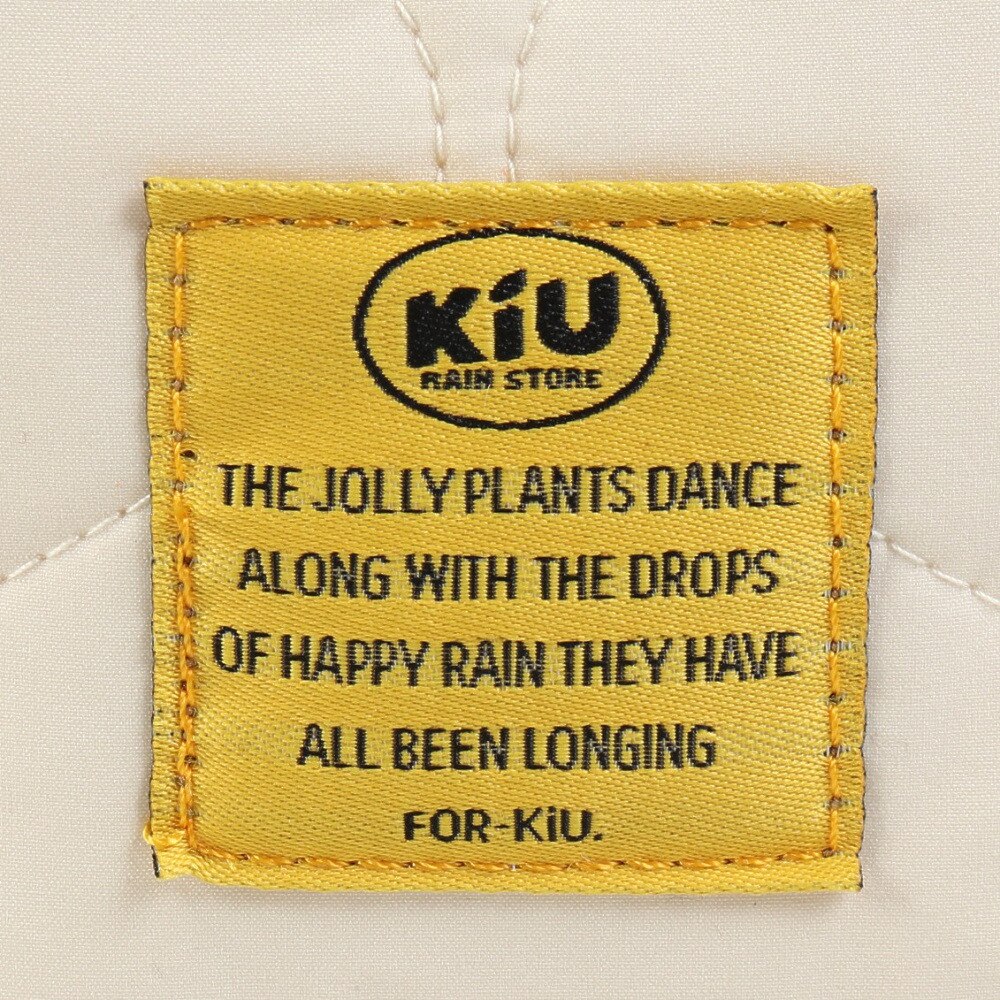 KiU
RAIN STORE
THE JOLLY PLANTS DANCE
ALONG WITH THE DROPS
OF HAPPY RAIN THEY HAVE
ALL BEEN LONGING
FOR-KiU.